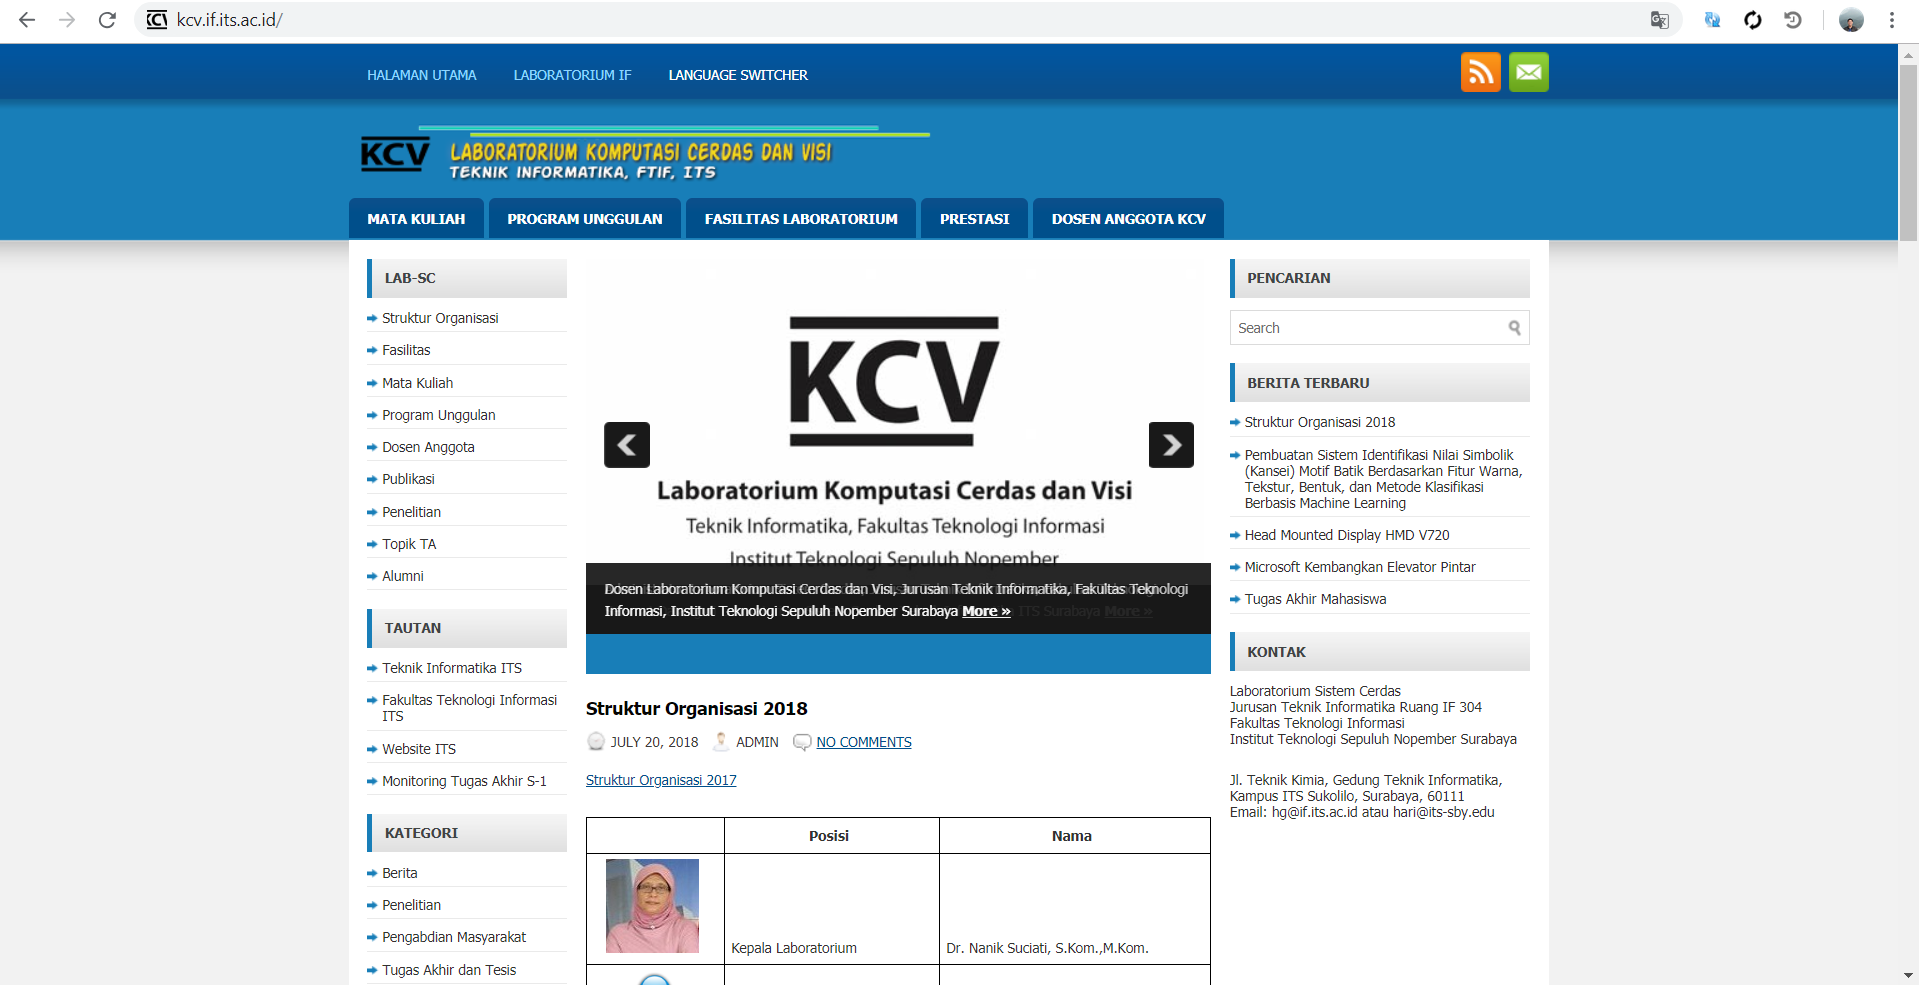 kcv.if.its.ac.id/
HALAMAN UTAMA
LABORATORIUM IF
LANGUAGE SWITCHER
KCV
LABORATORIUM KOMPUTASI CERDAS DAN VISI
TEKNIK INFORMATIKA, FTIF, ITS
MATA KULIAH
PROGRAM UNGGULAN
FASILITAS LABORATORIUM
PRESTASI
DOSEN ANGGOTA KCV
LAB-SC
Struktur Organisasi
Fasilitas
Mata Kuliah
Program Unggulan
Dosen Anggota
Publikasi
Penelitian
Topik TA
Alumni
TAUTAN
Teknik Informatika ITS
Fakultas Teknologi Informasi
ITS
Website ITS
Monitoring Tugas Akhir S-1
KATEGORI
Berita
Penelitian
Pengabdian Masyarakat
Tugas Akhir dan Tesis
KCV
Laboratorium Komputasi Cerdas dan Visi
Teknik Informatika, Fakultas Teknologi Informasi
Institut Teknologi Sepuluh Nopember
Dosen Laboratorium Komputasi Cerdas dan Visi, Jurusan Teknik Informatika, Fakultas Teknologi
Informasi, Institut Teknologi Sepuluh Nopember Surabaya More »
ITS Surabaya More »
Struktur Organisasi 2018
JULY 20, 2018 ADMIN NO COMMENTS
Struktur Organisasi 2017
Posisi Nama
Kepala Laboratorium Dr. Nanik Suciati, S.Kom.,M.Kom.
PENCARIAN
Search
BERITA TERBARU
Struktur Organisasi 2018
Pembuatan Sistem Identifikasi Nilai Simbolik
(Kansei) Motif Batik Berdasarkan Fitur Warna,
Tekstur, Bentuk, dan Metode Klasifikasi
Berbasis Machine Learning
Head Mounted Display HMD V720
Microsoft Kembangkan Elevator Pintar
Tugas Akhir Mahasiswa
KONTAK
Laboratorium Sistem Cerdas
Jurusan Teknik Informatika Ruang IF 304
Fakultas Teknologi Informasi
Institut Teknologi Sepuluh Nopember Surabaya
Jl. Teknik Kimia, Gedung Teknik Informatika,
Kampus ITS Sukolilo, Surabaya, 60111
Email: hg@if.its.ac.id atau hari@its-sby.edu